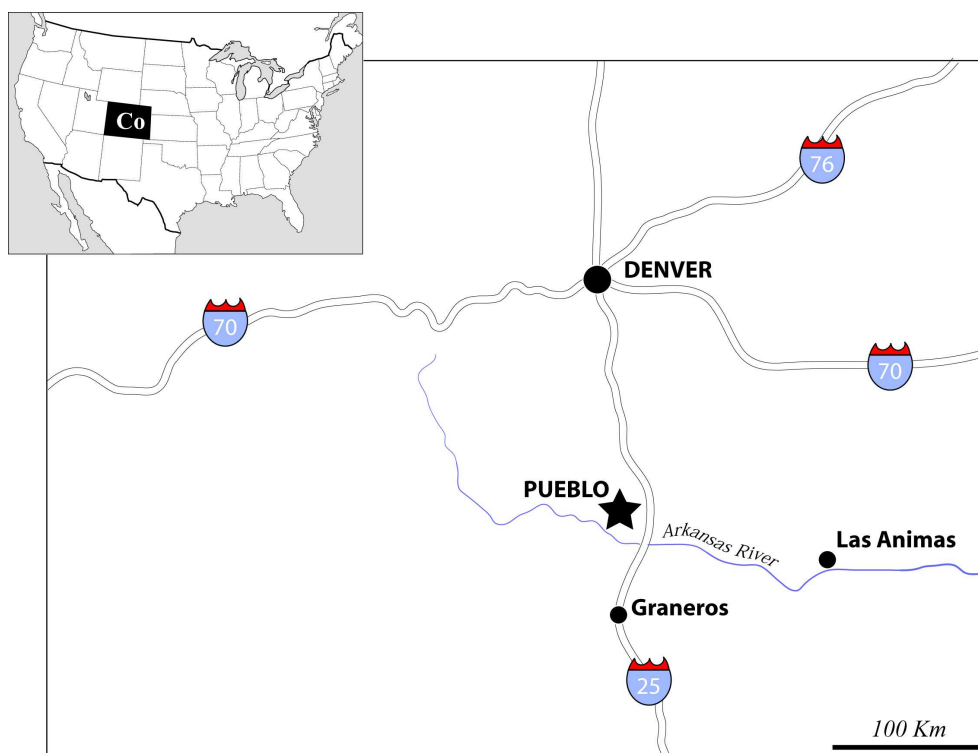 Co
76
DENVER
70
70
PUEBLO
Arkansas River
Las Animas
Graneros
25
100 Km